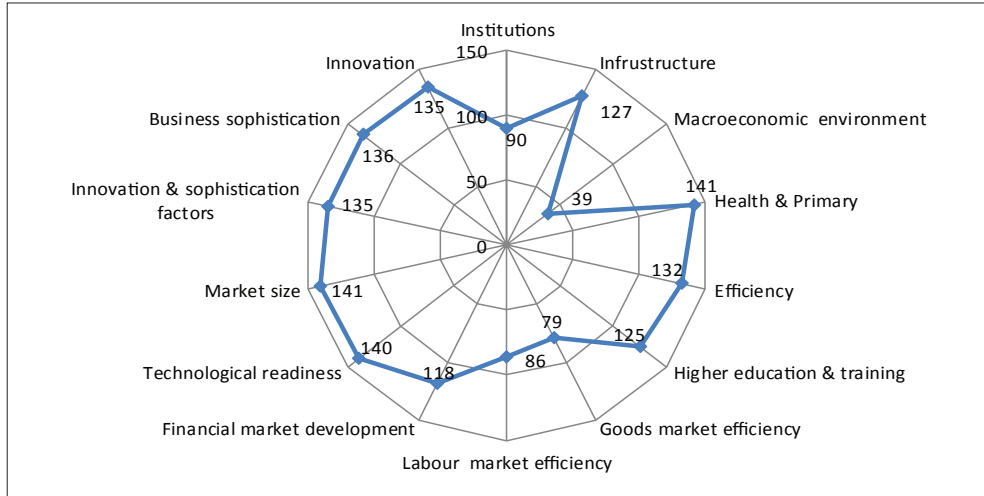 Institutions
150
Innovation
Infrustructure
135
127
Business sophistication
Macroeconomic environment
100
136
90
Innovation & sophistication
factors
135
50
39
141
Health & Primary
0
132
Market size
141
Efficiency
79
125
140
118
86
Technological readiness
Higher education & training
Financial market development
Goods market efficiency
Labour market efficiency